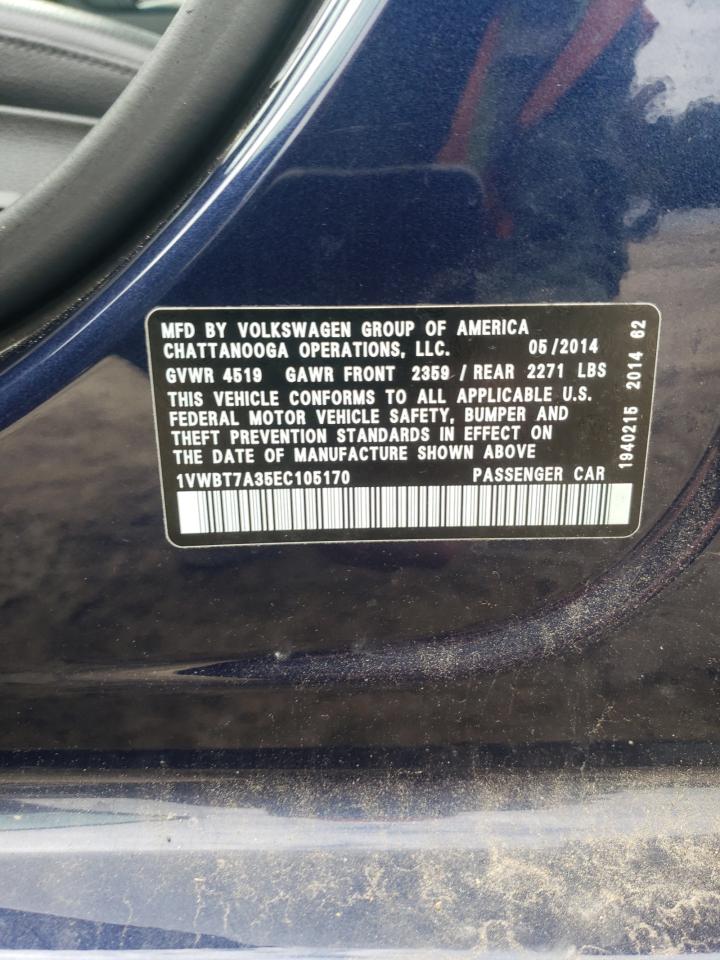 MFD BY VOLKSWAGEN GROUP OF AMERICA
CHATTANOOGA OPERATIONS, LLC. 05/2014
GVWR 4519 GAWR FRONT 2359 / REAR 2271 LBS
THIS VEHICLE CONFORMS TO ALL APPLICABLE U.S.
FEDERAL MOTOR VEHICLE SAFETY, BUMPER AND
THEFT PREVENTION STANDARDS IN EFFECT ON
THE DATE OF MANUFACTURE SHOWN ABOVE
1VWBT7A35EC105170 PASSENGER CAR
1940216 2014 62